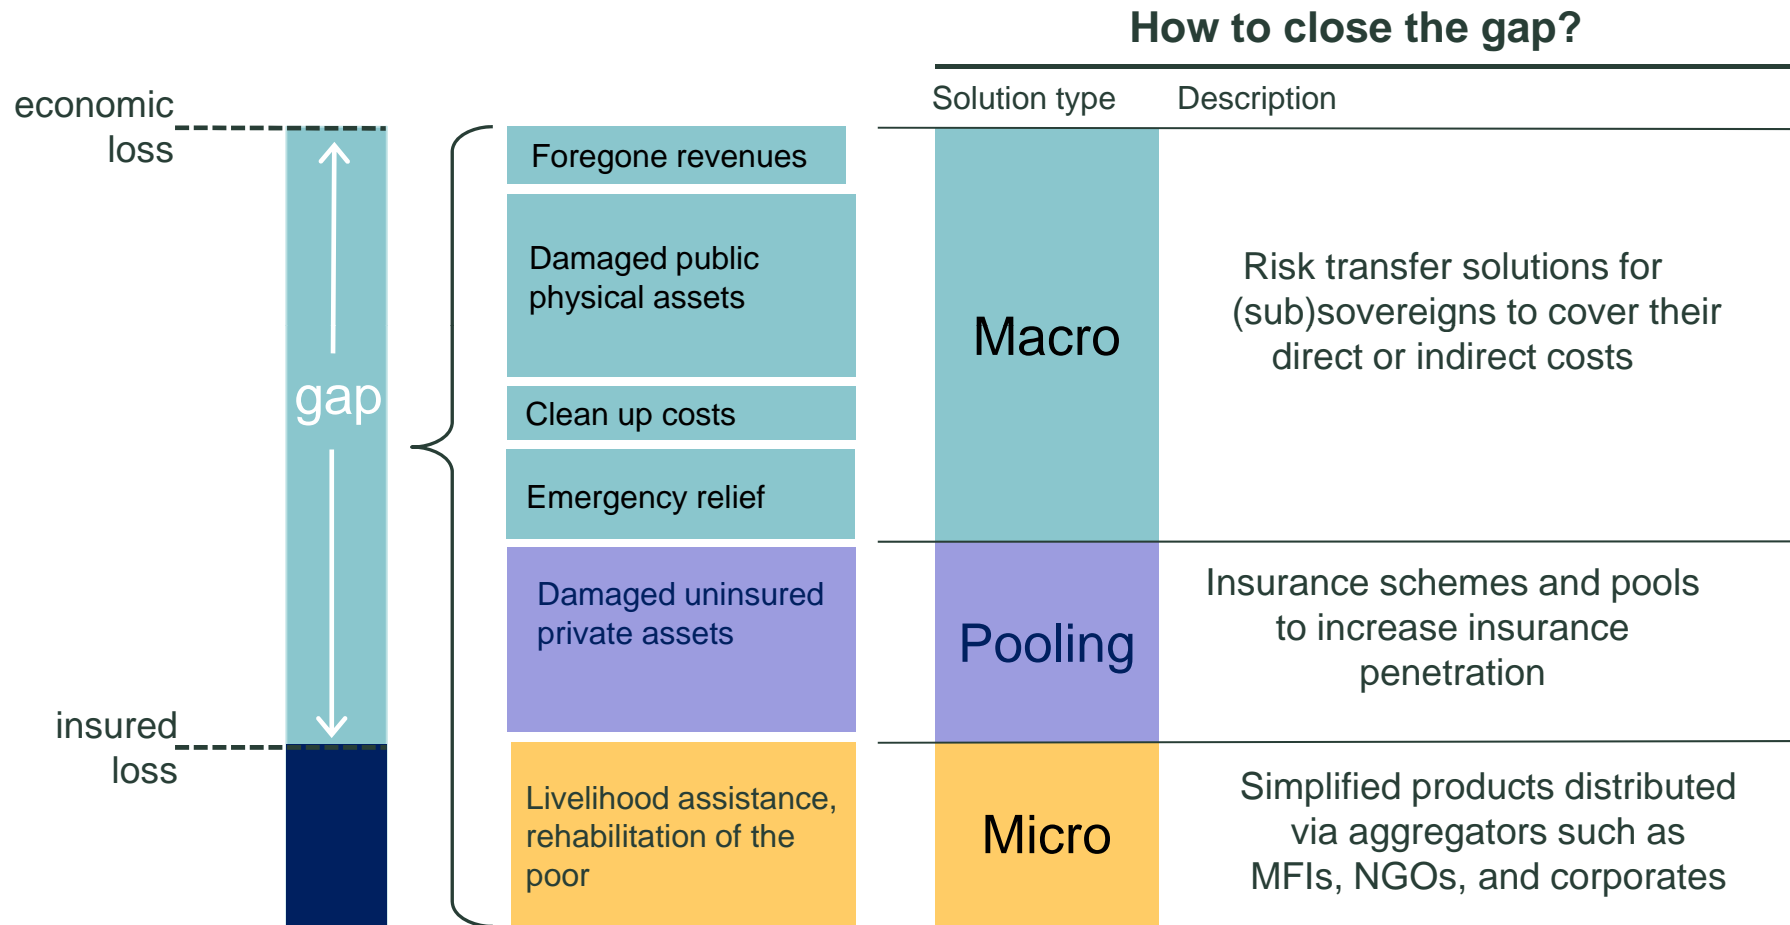 How to close the gap?
Solution type
Description
economic
loss
gap
insured
loss
Foregone revenues
Damaged public
physical assets
Clean up costs
Emergency relief
Damaged uninsured
private assets
Livelihood assistance,
rehabilitation of the
poor
Macro
Risk transfer solutions for
(sub)sovereigns to cover their
direct or indirect costs
Pooling
Insurance schemes and pools
to increase insurance
penetration
Micro
Simplified products distributed
via aggregators such as
MFIs, NGOs, and corporates